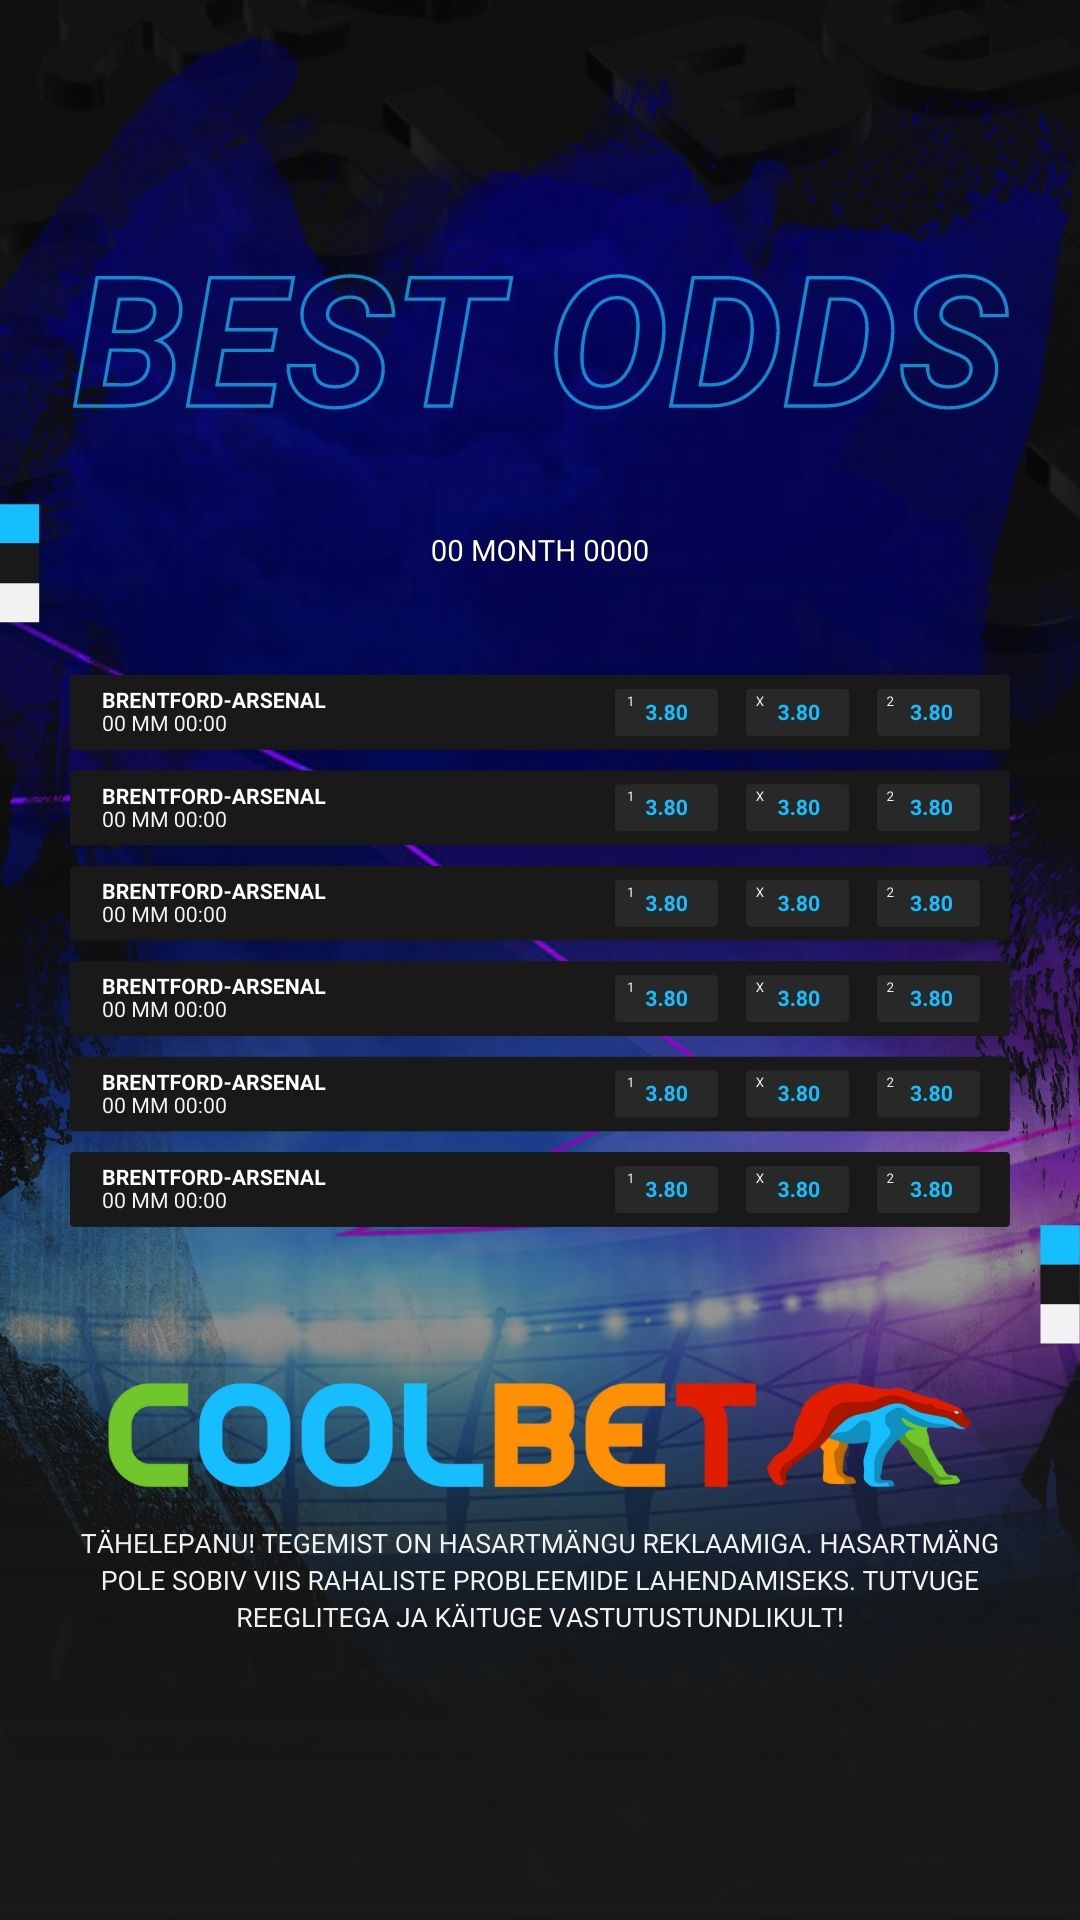 BEST ODDS
00 MONTH 0000
BRENTFORD-ARSENAL
00 MM 00:00
1 3.80 X 3.80 2 3.80
BRENTFORD-ARSENAL
00 MM 00:00
1 3.80 X 3.80 2 3.80
BRENTFORD-ARSENAL
00 MM 00:00
1 3.80 X 3.80 2 3.80
BRENTFORD-ARSENAL
00 MM 00:00
1 3.80 X 3.80 2 3.80
BRENTFORD-ARSENAL
00 MM 00:00
1 3.80 X 3.80 2 3.80
BRENTFORD-ARSENAL
00 MM 00:00
1 3.80 X 3.80 2 3.80
COOLBET
TÄHELEPANU! TEGEMIST ON HASARTMÄNGU REKLAAMIGA. HASARTMÄNG
POLE SOBIV VIIS RAHALISTE PROBLEEMIDE LAHENDAMISEKS. TUTVUGE
REEGLITEGA JA KÄITUGE VASTUTUSTUNDLIKULT!